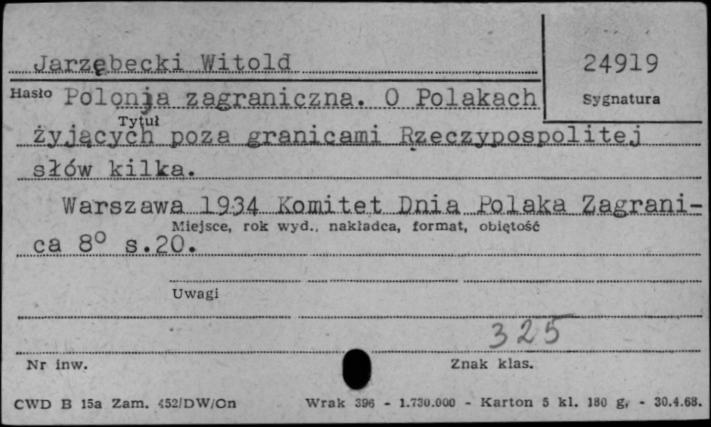 Jarzębecki Witold
24919
Hasło Polonja zagraniczna. O Polakach
Sygnatura
Tytuł
żyjących poza granicami Rzeczypospolitej
słów kilka.
Warszawa 1934 Komitet Dnia Polaka Zagrani-
Miejsce, rok wyd., nakładca, format, objętość
ca 8° s.20.
Uwagi
325
Nr inw.
Znak klas.
CWD B 15a Zam. 452/DW/On Wrak 396 - 1.730.000 - Karton 5 kl. 180 g, - 30.4.68.